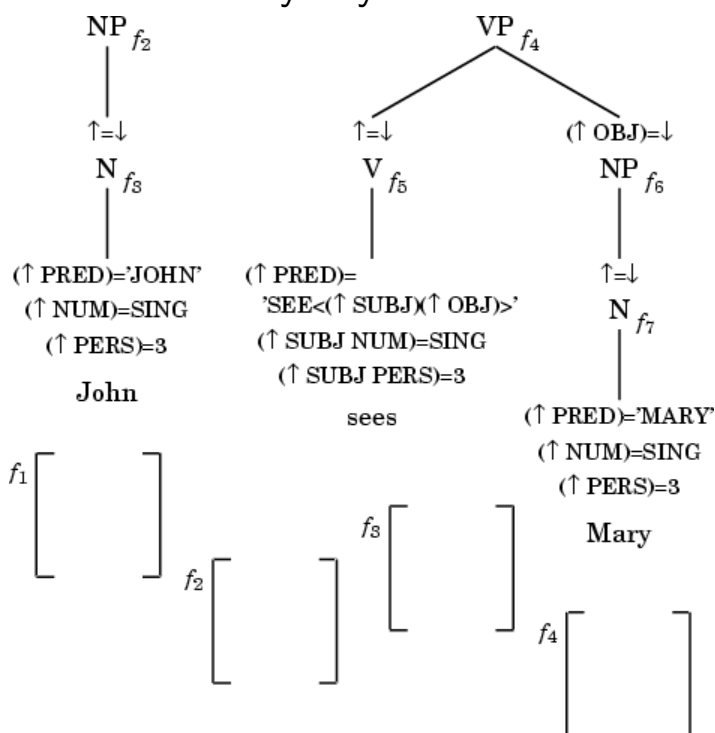 NP f2 VP f4
↑=↓ ↑=↓ (↑ OBJ)=↓
N f3 V f5 NP f6
(↑ PRED)='JOHN' (↑ PRED)= ↑=↓
(↑ NUM)=SING 'SEE<(↑ SUBJ)(↑ OBJ)>' N f7
(↑ PERS)=3 (↑ SUBJ NUM)=SING
John (↑ SUBJ PERS)=3
sees (↑ PRED)='MARY'
(↑ NUM)=SING
f1 (↑ PERS)=3
f3 Mary
f2
f4